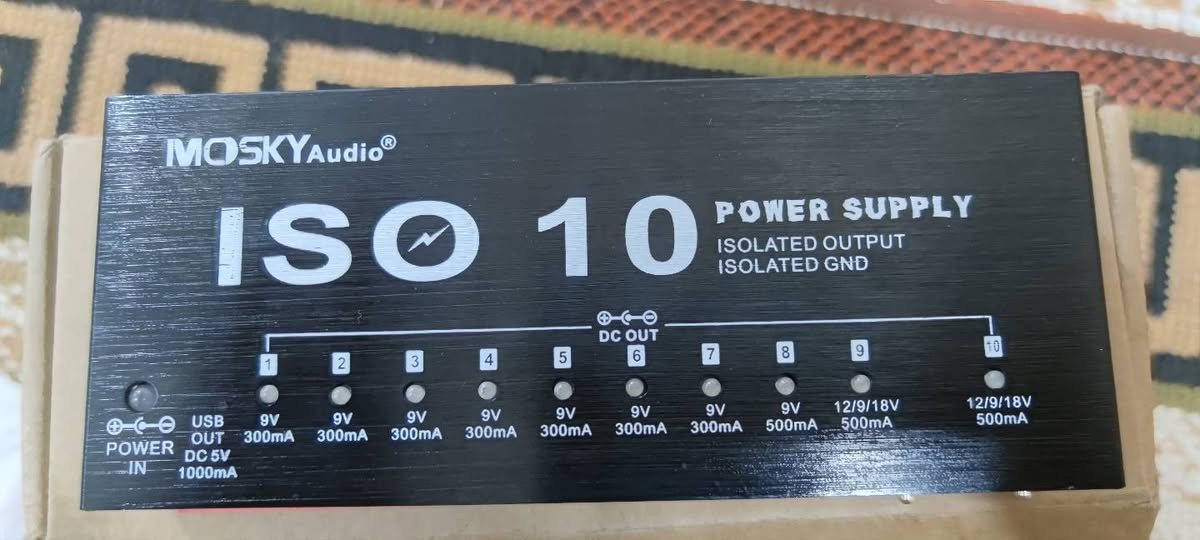 MOSKYAudio®
ISO 10
POWER SUPPLY
ISOLATED OUTPUT
ISOLATED GND
DC OUT
1 2 3 4 5 6 7 8 9 10
POWER
IN
USB
OUT
DC 5V
1000mA
9V
300mA
9V
300mA
9V
300mA
9V
300mA
9V
300mA
9V
300mA
9V
300mA
9V
500mA
12/9/18V
500mA
12/9/18V
500mA